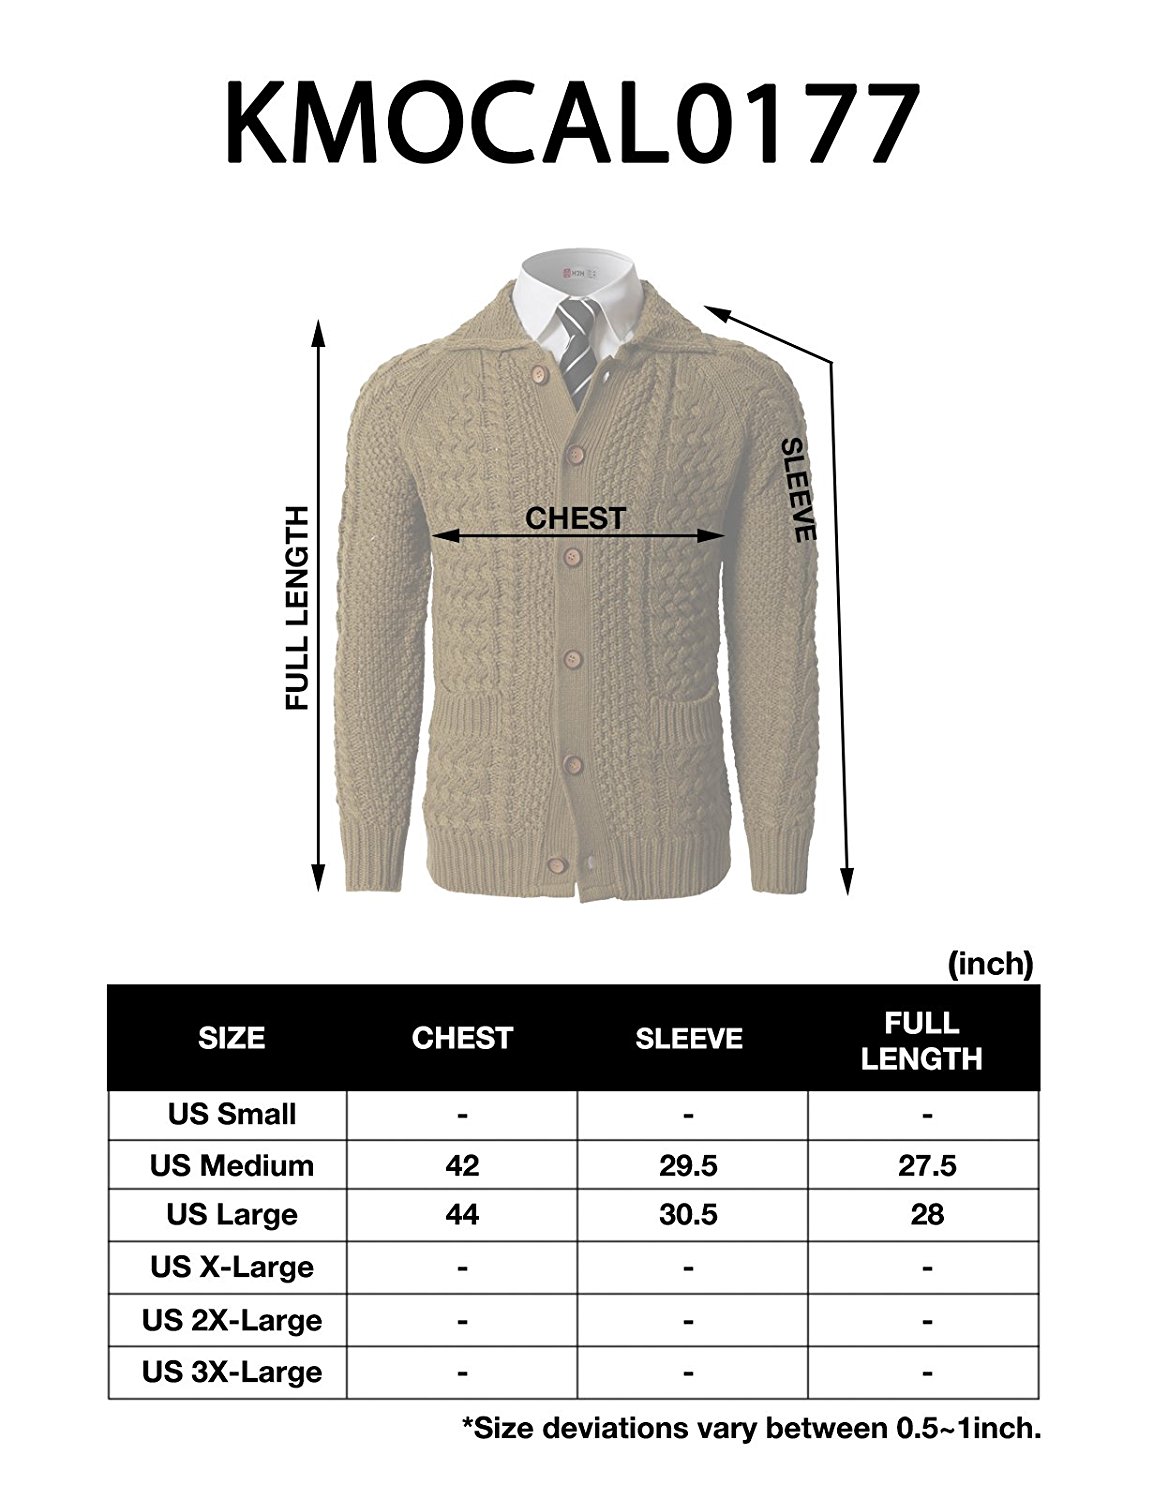 KMOCAL0177
H2H
SLEEVE
CHEST
FULL LENGTH
(inch)
SIZE CHEST SLEEVE FULL LENGTH
US Small - - -
US Medium 42 29.5 27.5
US Large 44 30.5 28
US X-Large - - -
US 2X-Large - - -
US 3X-Large - - -
*Size deviations vary between 0.5~1inch.